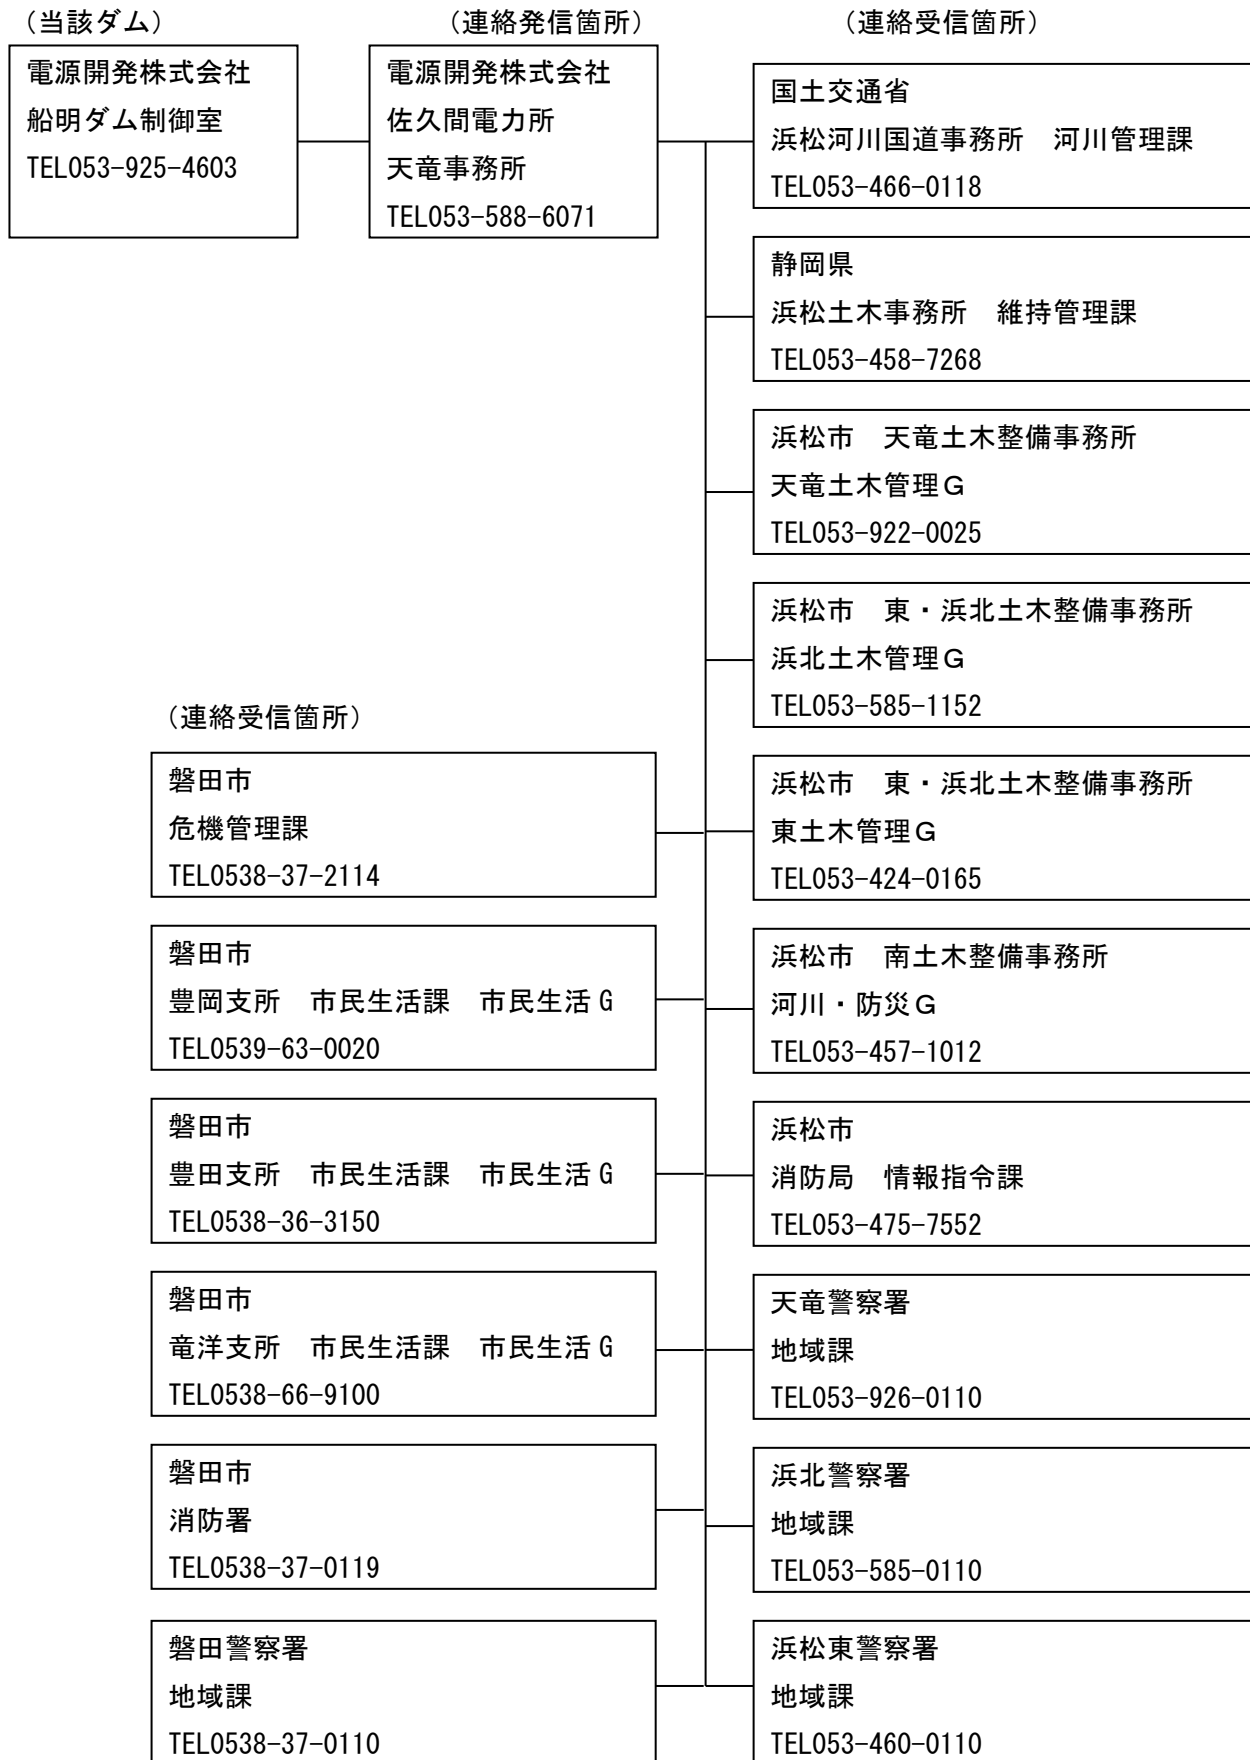 （当該ダム）
電源開発株式会社
船明ダム制御室
TEL053-925-4603
（連絡発信箇所）
電源開発株式会社
佐久間電力所
天竜事務所
TEL053-588-6071
（連絡受信箇所）
国土交通省
浜松河川国道事務所　河川管理課
TEL053-466-0118
静岡県
浜松土木事務所　維持管理課
TEL053-458-7268
浜松市　天竜土木整備事務所
天竜土木管理Ｇ
TEL053-922-0025
浜松市　東・浜北土木整備事務所
浜北土木管理Ｇ
TEL053-585-1152
浜松市　東・浜北土木整備事務所
東土木管理Ｇ
TEL053-424-0165
浜松市　南土木整備事務所
河川・防災Ｇ
TEL053-457-1012
浜松市
消防局　情報指令課
TEL053-475-7552
天竜警察署
地域課
TEL053-926-0110
浜北警察署
地域課
TEL053-585-0110
浜松東警察署
地域課
TEL053-460-0110
（連絡受信箇所）
磐田市
危機管理課
TEL0538-37-2114
磐田市
豊岡支所　市民生活課　市民生活G
TEL0539-63-0020
磐田市
豊田支所　市民生活課　市民生活G
TEL0538-36-3150
磐田市
竜洋支所　市民生活課　市民生活G
TEL0538-66-9100
磐田市
消防署
TEL0538-37-0119
磐田警察署
地域課
TEL0538-37-0110